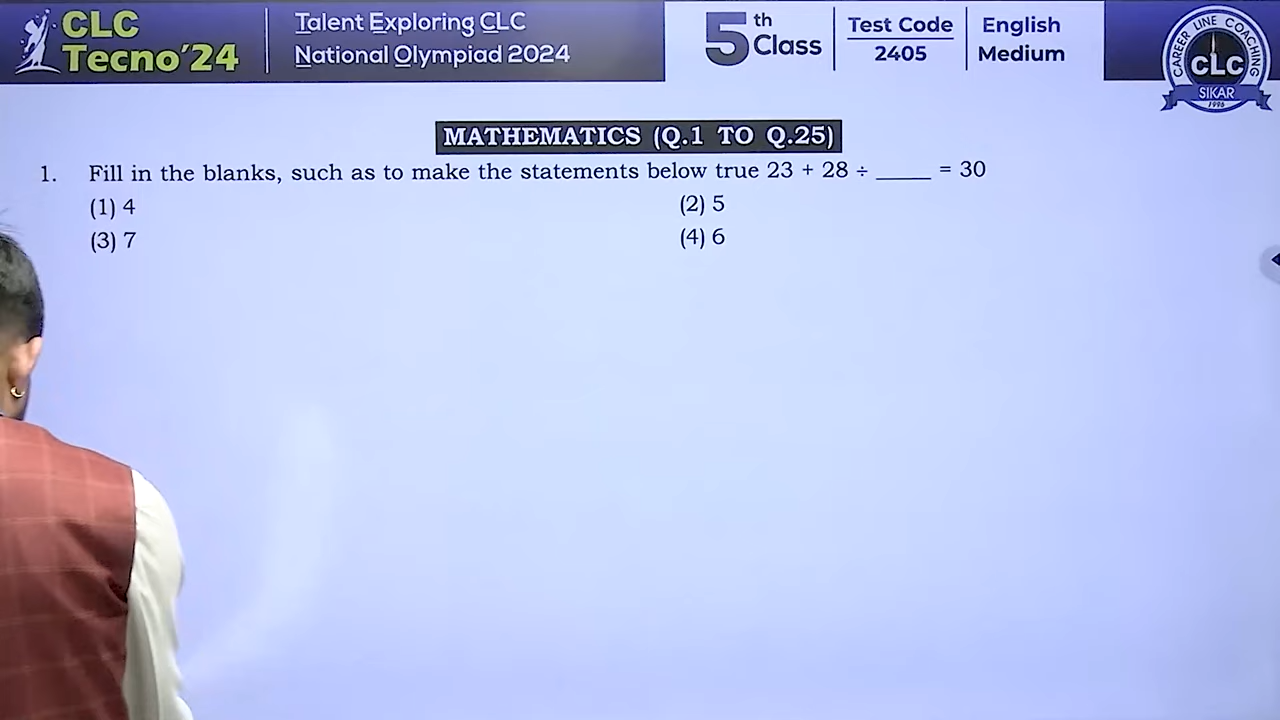 CLC
Tecno'24
Talent Exploring CLC
National Olympiad 2024
5th Class
Test Code
2405
English
Medium
CAREER LINE COACHING
CLC
SIKAR
1996
MATHEMATICS (Q.1 TO Q.25)
1. Fill in the blanks, such as to make the statements below true 23 + 28 ÷ _____ = 30
(1) 4 (2) 5
(3) 7 (4) 6